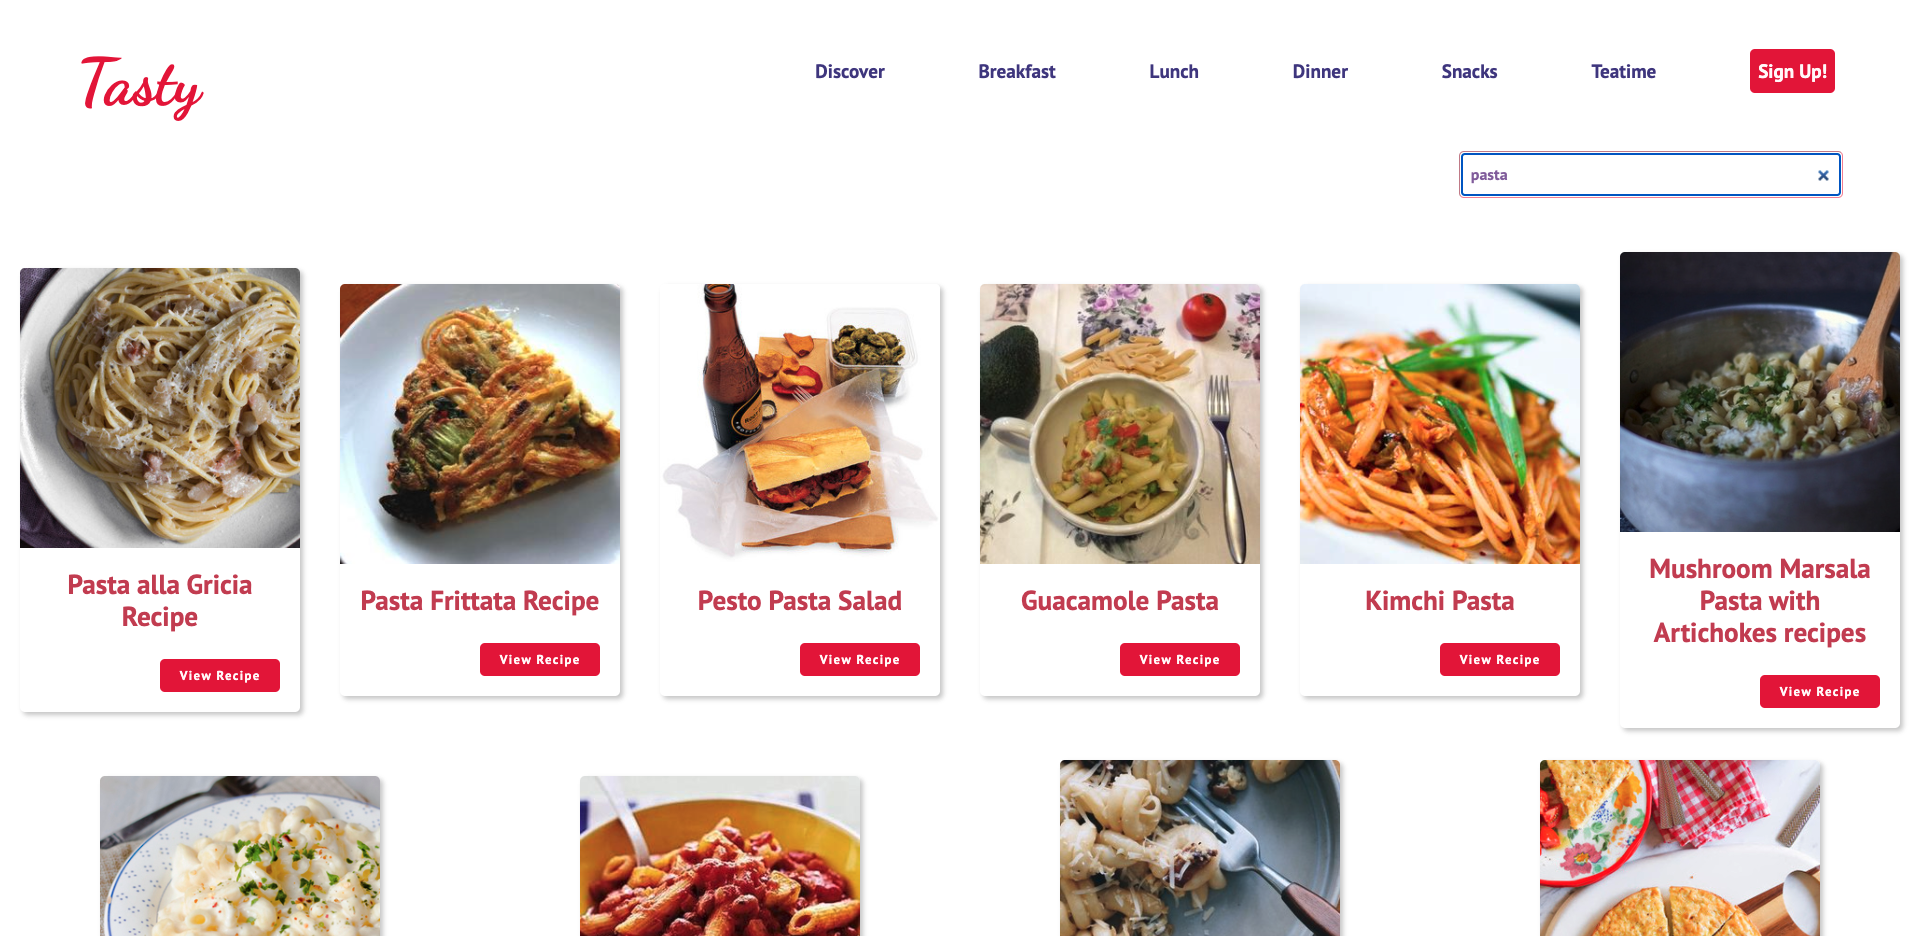 Tasty
Discover
Breakfast
Lunch
Dinner
Snacks
Teatime
Sign Up!
pasta
Pasta alla Gricia
Recipe
View Recipe
Pasta Frittata Recipe
View Recipe
Pesto Pasta Salad
View Recipe
Guacamole Pasta
View Recipe
Kimchi Pasta
View Recipe
Mushroom Marsala
Pasta with
Artichokes recipes
View Recipe